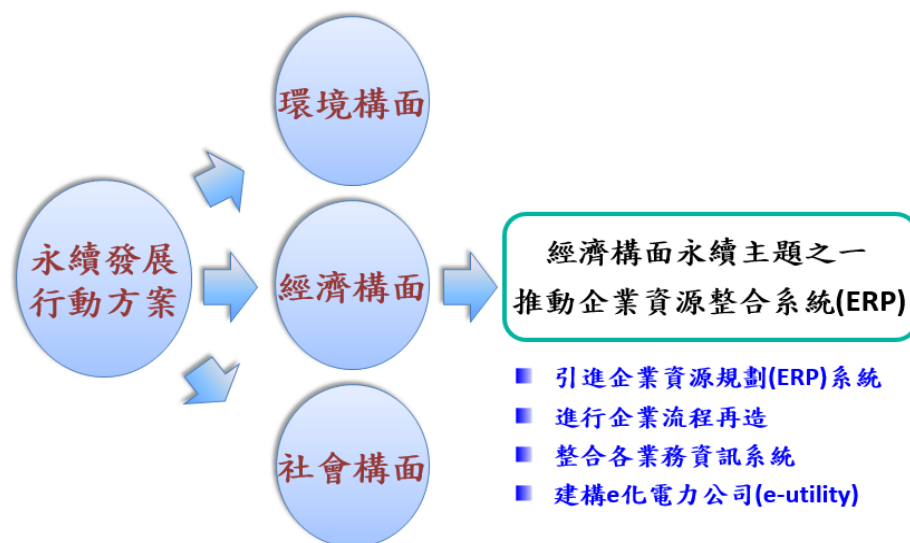 環境構面
永續發展
行動方案
經濟構面
社會構面
經濟構面永續主題之一
推動企業資源整合系統(ERP)
引進企業資源規劃(ERP)系統
進行企業流程再造
整合各業務資訊系統
建構e化電力公司(e-utility)